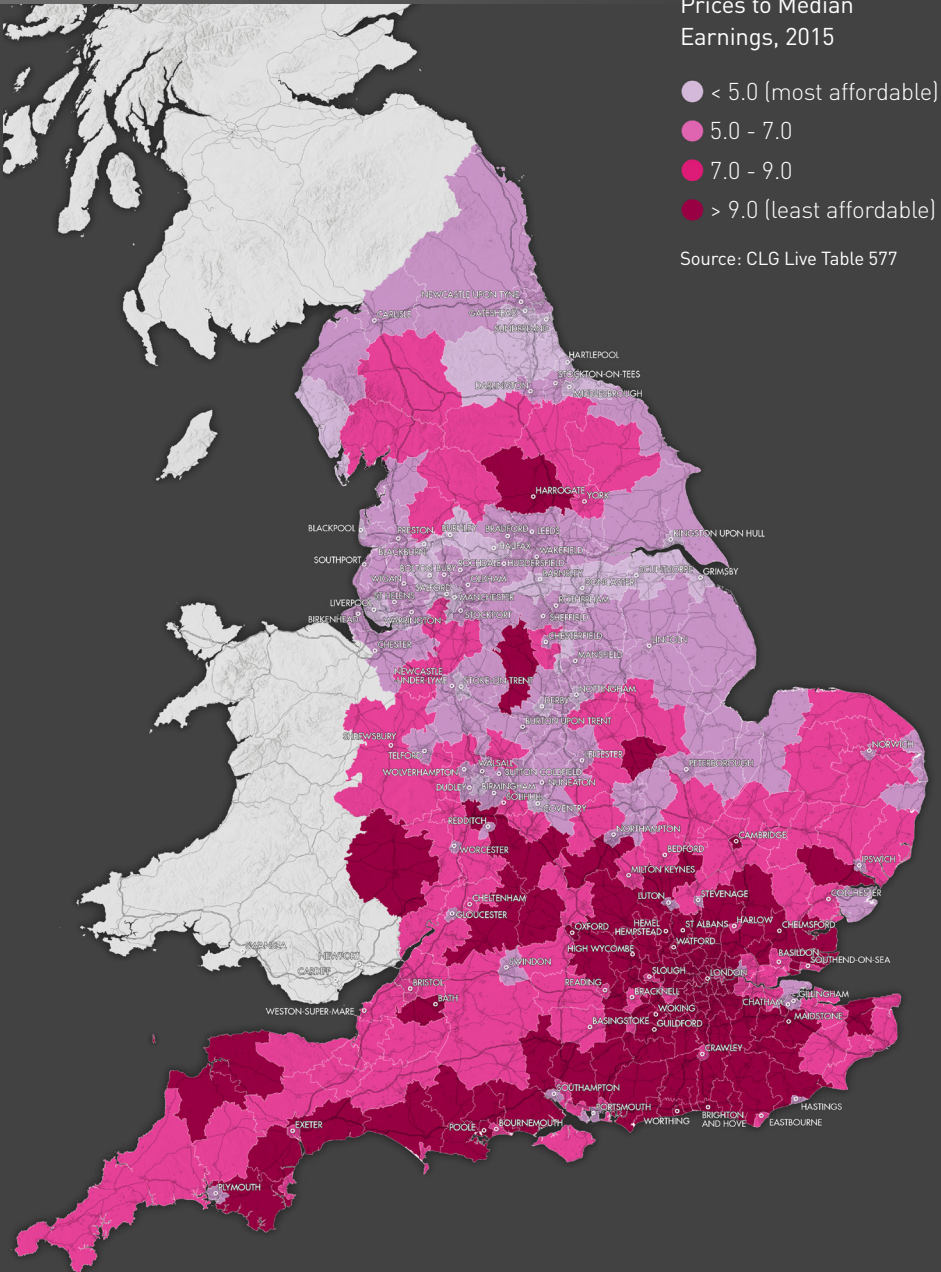 Prices to Median
Earnings, 2015
< 5.0 (most affordable)
5.0 - 7.0
7.0 - 9.0
> 9.0 (least affordable)
Source: CLG Live Table 577
NEWCASTLE UPON TYNE
CARLISLE
GATESHEAD
SUNDERLAND
HARTLEPOOL
STOCKTON-ON-TEES
DARLINGTON
MIDDLESBROUGH
HARROGATE
YORK
BLACKPOOL
PRESTON
BURNLEY
BRADFORD
LEEDS
KINGSTON UPON HULL
BLACKBURN
HALIFAX
WAKEFIELD
SOUTHPORT
BOLTON
BURY
ROCHDALE
HUDDERSFIELD
WIGAN
OLDHAM
BARNSLEY
DONCASTER
SCUNTHORPE
GRIMSBY
SALFORD
ST HELENS
MANCHESTER
LIVERPOOL
ROTHERHAM
BIRKENHEAD
WARRINGTON
STOCKPORT
SHEFFIELD
CHESTER
CHESTERFIELD
LINCOLN
MANSFIELD
NEWCASTLE
UNDER-LYME
STOKE-ON-TRENT
NOTTINGHAM
DERBY
BURTON UPON TRENT
SHREWSBURY
TELFORD
LEICESTER
NORWICH
WOLVERHAMPTON
WALSALL
SUTTON COLDFIELD
PETERBOROUGH
DUDLEY
BIRMINGHAM
NUNEATON
SOLIHULL
COVENTRY
REDDITCH
NORTHAMPTON
CAMBRIDGE
WORCESTER
BEDFORD
IPSWICH
MILTON KEYNES
CHELTENHAM
LUTON
STEVENAGE
COLCHESTER
GLOUCESTER
OXFORD
HEMEL
HEMPSTEAD
ST ALBANS
HARLOW
CHELMSFORD
SWANSEA
NEWPORT
HIGH WYCOMBE
WATFORD
BASILDON
SOUTHEND-ON-SEA
CARDIFF
SWINDON
SLOUGH
LONDON
BRISTOL
READING
BRACKNELL
CHATHAM
GILLINGHAM
BATH
WOKING
MAIDSTONE
WESTON-SUPER-MARE
BASINGSTOKE
GUILDFORD
CRAWLEY
SOUTHAMPTON
PORTSMOUTH
HASTINGS
EXETER
POOLE
BOURNEMOUTH
WORTHING
BRIGHTON
AND HOVE
EASTBOURNE
PLYMOUTH